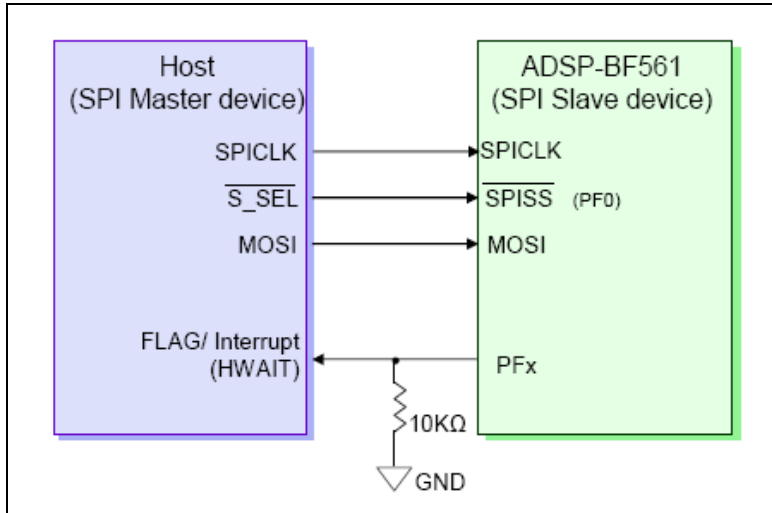 Host
(SPI Master device)
SPICLK
S_SEL
MOSI
FLAG/ Interrupt
(HWAIT)
ADSP-BF561
(SPI Slave device)
SPICLK
SPISS (PF0)
MOSI
PFx
10KΩ
GND